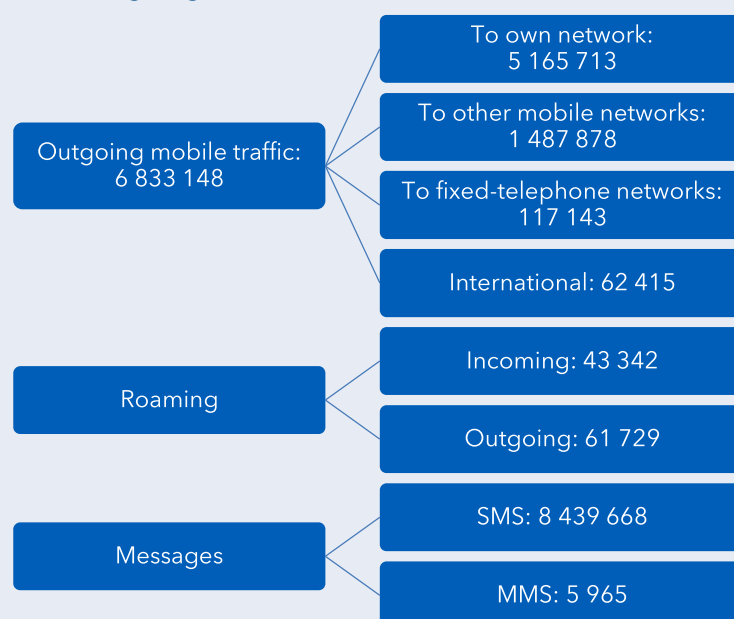 Outgoing mobile traffic:
6 833 148
To own network:
5 165 713
To other mobile networks:
1 487 878
To fixed-telephone networks:
117 143
International: 62 415
Roaming
Incoming: 43 342
Outgoing: 61 729
Messages
SMS: 8 439 668
MMS: 5 965